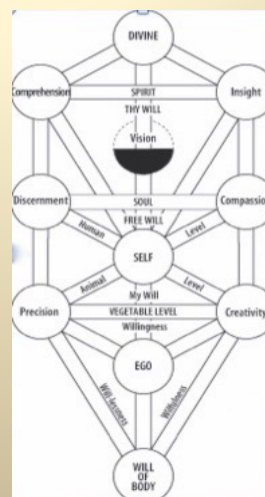 DIVINE
Comprehension
SPIRIT
Insight
THY WILL
Vision
Discernment
SOUL
Compassion
FREE WILL
Human
Level
SELF
Animal
Level
My Will
Precision
VEGETABLE LEVEL
Creativity
Willingness
EGO
Will-lessness
Willfulness
WILL
OF
BODY